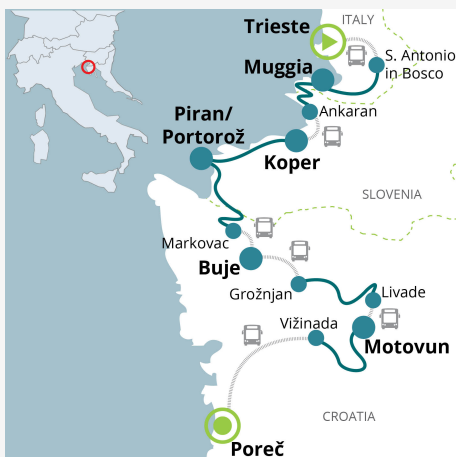 ITALY
Trieste
S. Antonio
in Bosco
Muggia
Ankaran
Piran/
Portorož
Koper
SLOVENIA
Markovac
Buje
Grožnjan
Livade
Vižinada
Motovun
CROATIA
Poreč